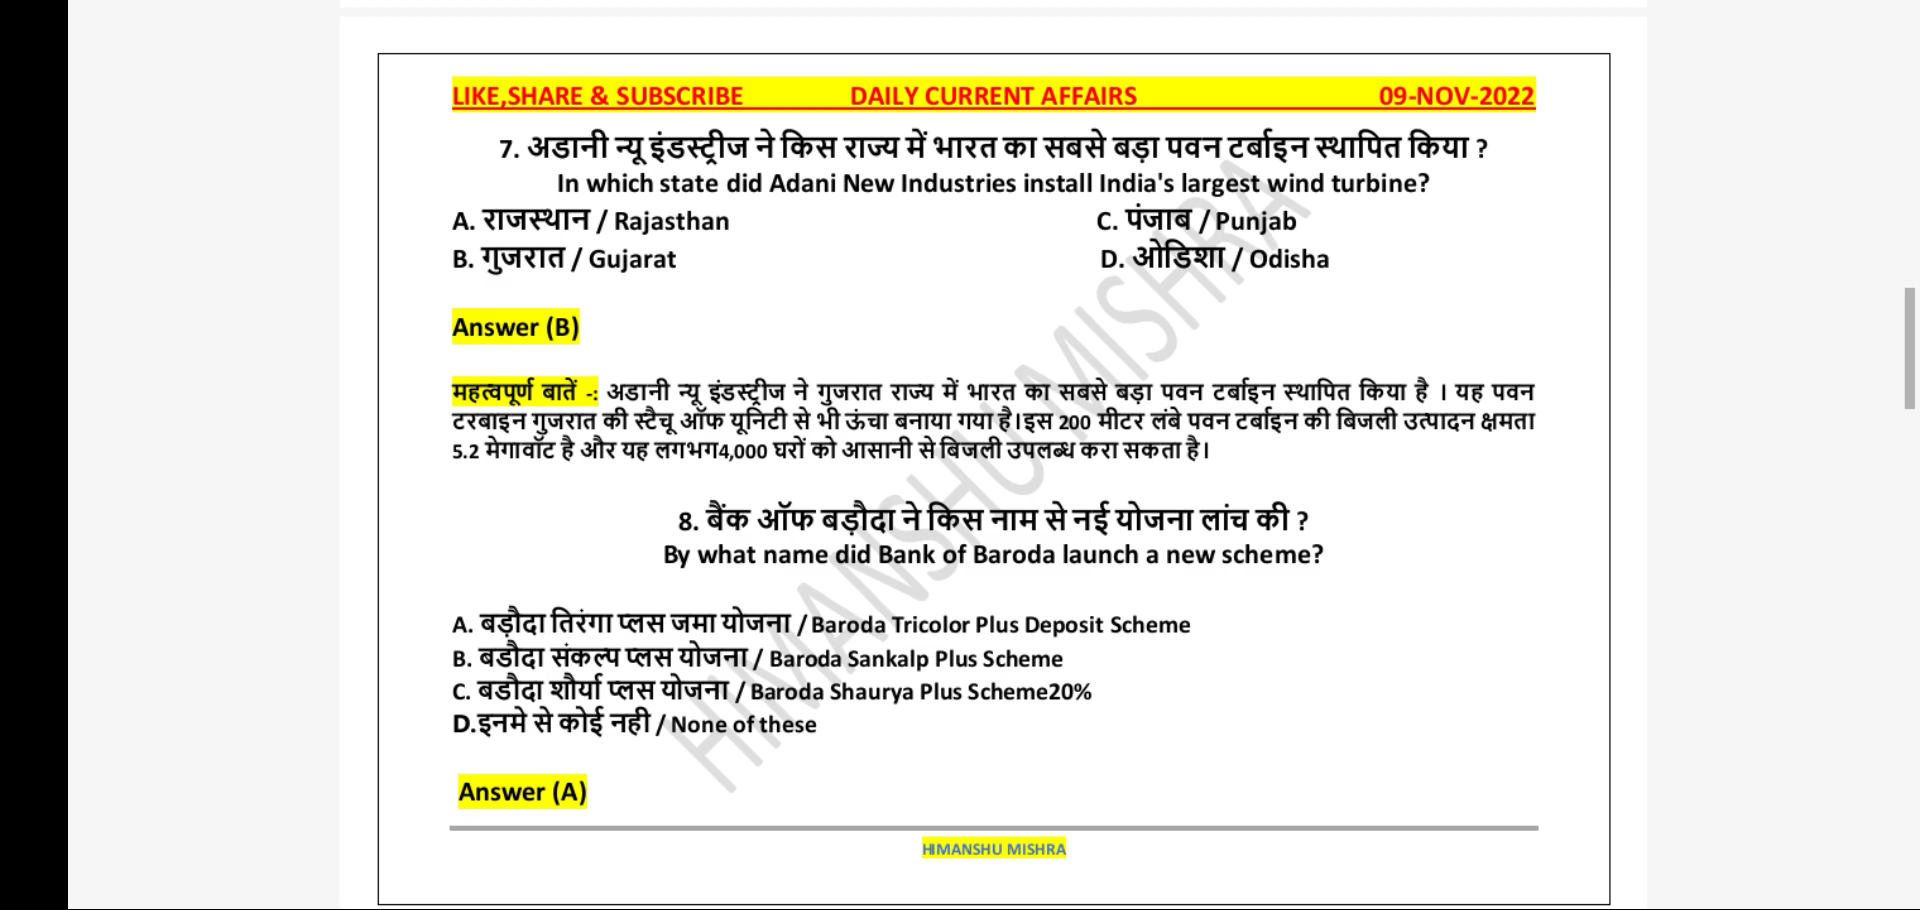 LIKE,SHARE & SUBSCRIBE DAILY CURRENT AFFAIRS 09-NOV-2022
7. अडानी न्यू इंडस्ट्रीज ने किस राज्य में भारत का सबसे बड़ा पवन टर्बाइन स्थापित किया ?
In which state did Adani New Industries install India's largest wind turbine?
A. राजस्थान / Rajasthan C. पंजाब / Punjab
B. गुजरात / Gujarat D. ओडिशा / Odisha
Answer (B)
महत्वपूर्ण बातें -: अडानी न्यू इंडस्ट्रीज ने गुजरात राज्य में भारत का सबसे बड़ा पवन टर्बाइन स्थापित किया है । यह पवन
टरबाइन गुजरात की स्टैचू ऑफ यूनिटी से भी ऊंचा बनाया गया है।इस 200 मीटर लंबे पवन टर्बाइन की बिजली उत्पादन क्षमता
5.2 मेगावॉट है और यह लगभग4,000 घरों को आसानी से बिजली उपलब्ध करा सकता है।
8. बैंक ऑफ बड़ौदा ने किस नाम से नई योजना लांच की ?
By what name did Bank of Baroda launch a new scheme?
A. बड़ौदा तिरंगा प्लस जमा योजना / Baroda Tricolor Plus Deposit Scheme
B. बडौदा संकल्प प्लस योजना / Baroda Sankalp Plus Scheme
C. बडौदा शौर्या प्लस योजना / Baroda Shaurya Plus Scheme20%
D.इनमे से कोई नही / None of these
Answer (A)
HIMANSHU MISHRA
HIMANSHU MISHRA